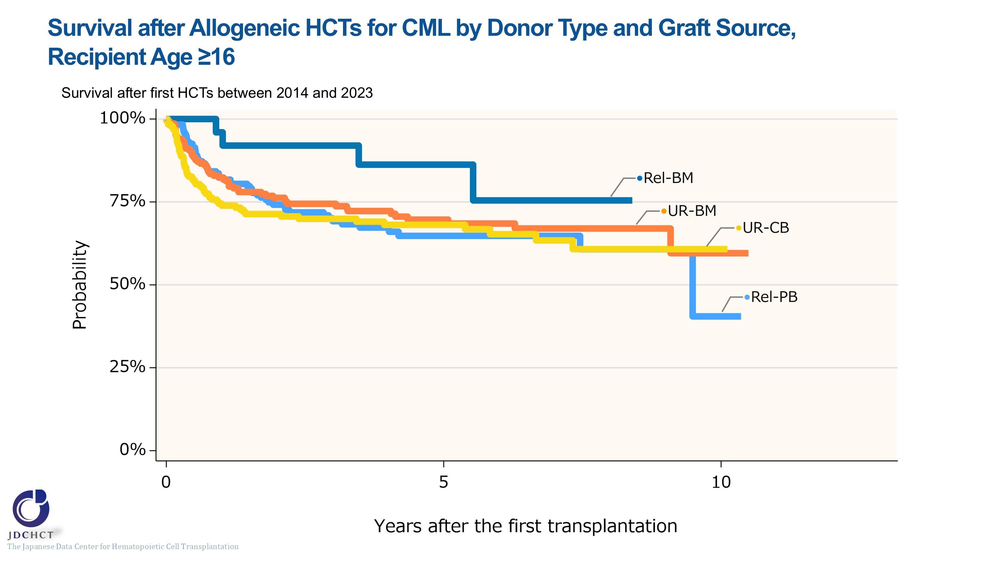 Survival after Allogeneic HCTs for CML by Donor Type and Graft Source,
Recipient Age ≥16
Survival after first HCTs between 2014 and 2023
100%
75%
50%
25%
0%
Probability
Rel-BM
UR-BM
UR-CB
Rel-PB
0
5
10
Years after the first transplantation
JDCHCT
The Japanese Data Center for Hematopoietic Cell Transplantation